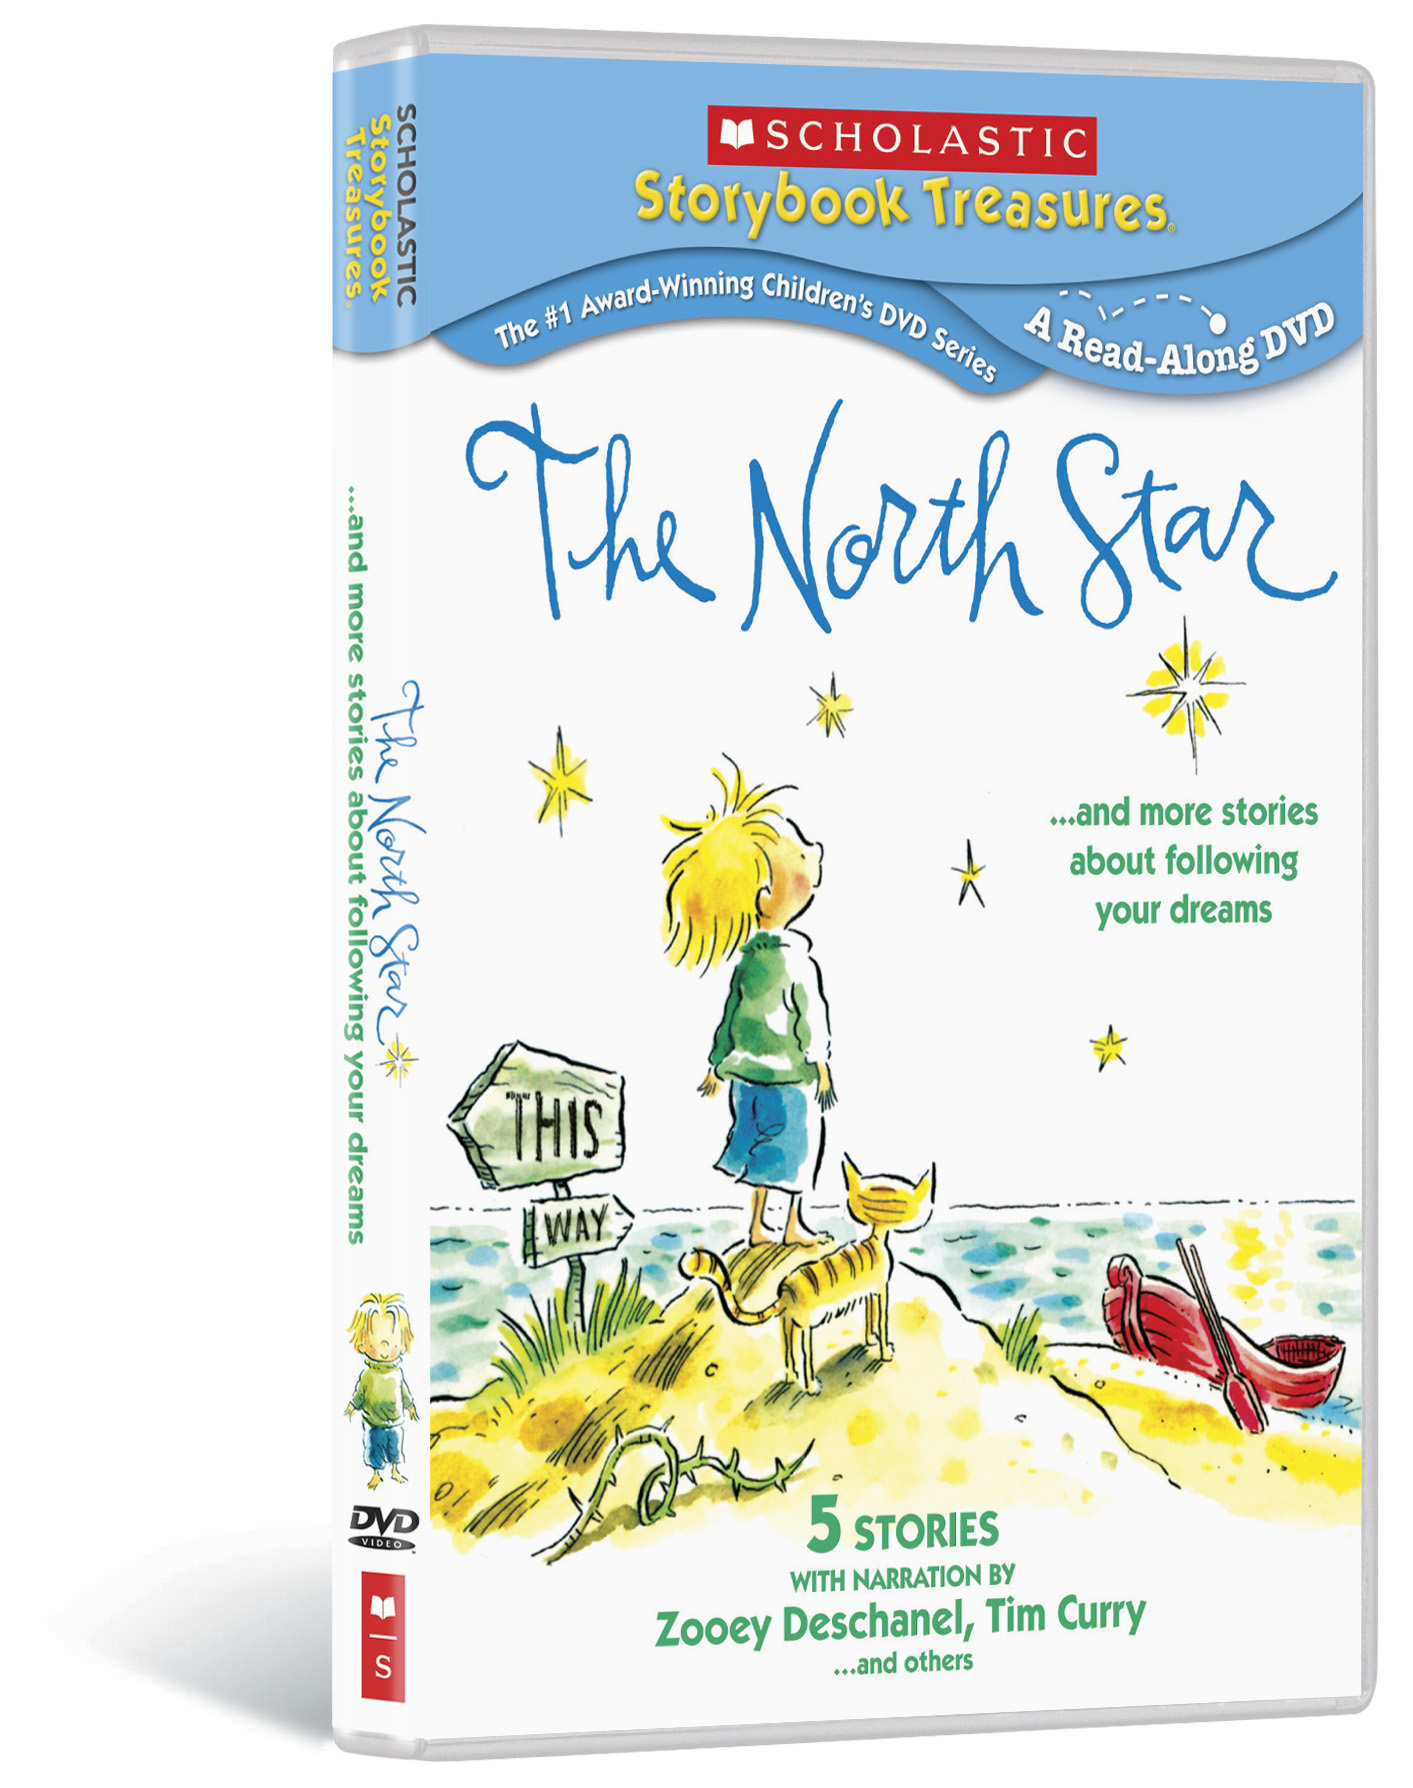 SCHOLASTIC
Storybook Treasures®
The #1 Award-Winning Children's DVD Series
A Read-Along DVD
The North Star
...and more stories
about following
your dreams
THIS
WAY
5 STORIES
WITH NARRATION BY
Zooey Deschanel, Tim Curry
...and others
SCHOLASTIC
Storybook
Treasures®
The North Star
...and more stories about following your dreams
DVD
VIDEO
S